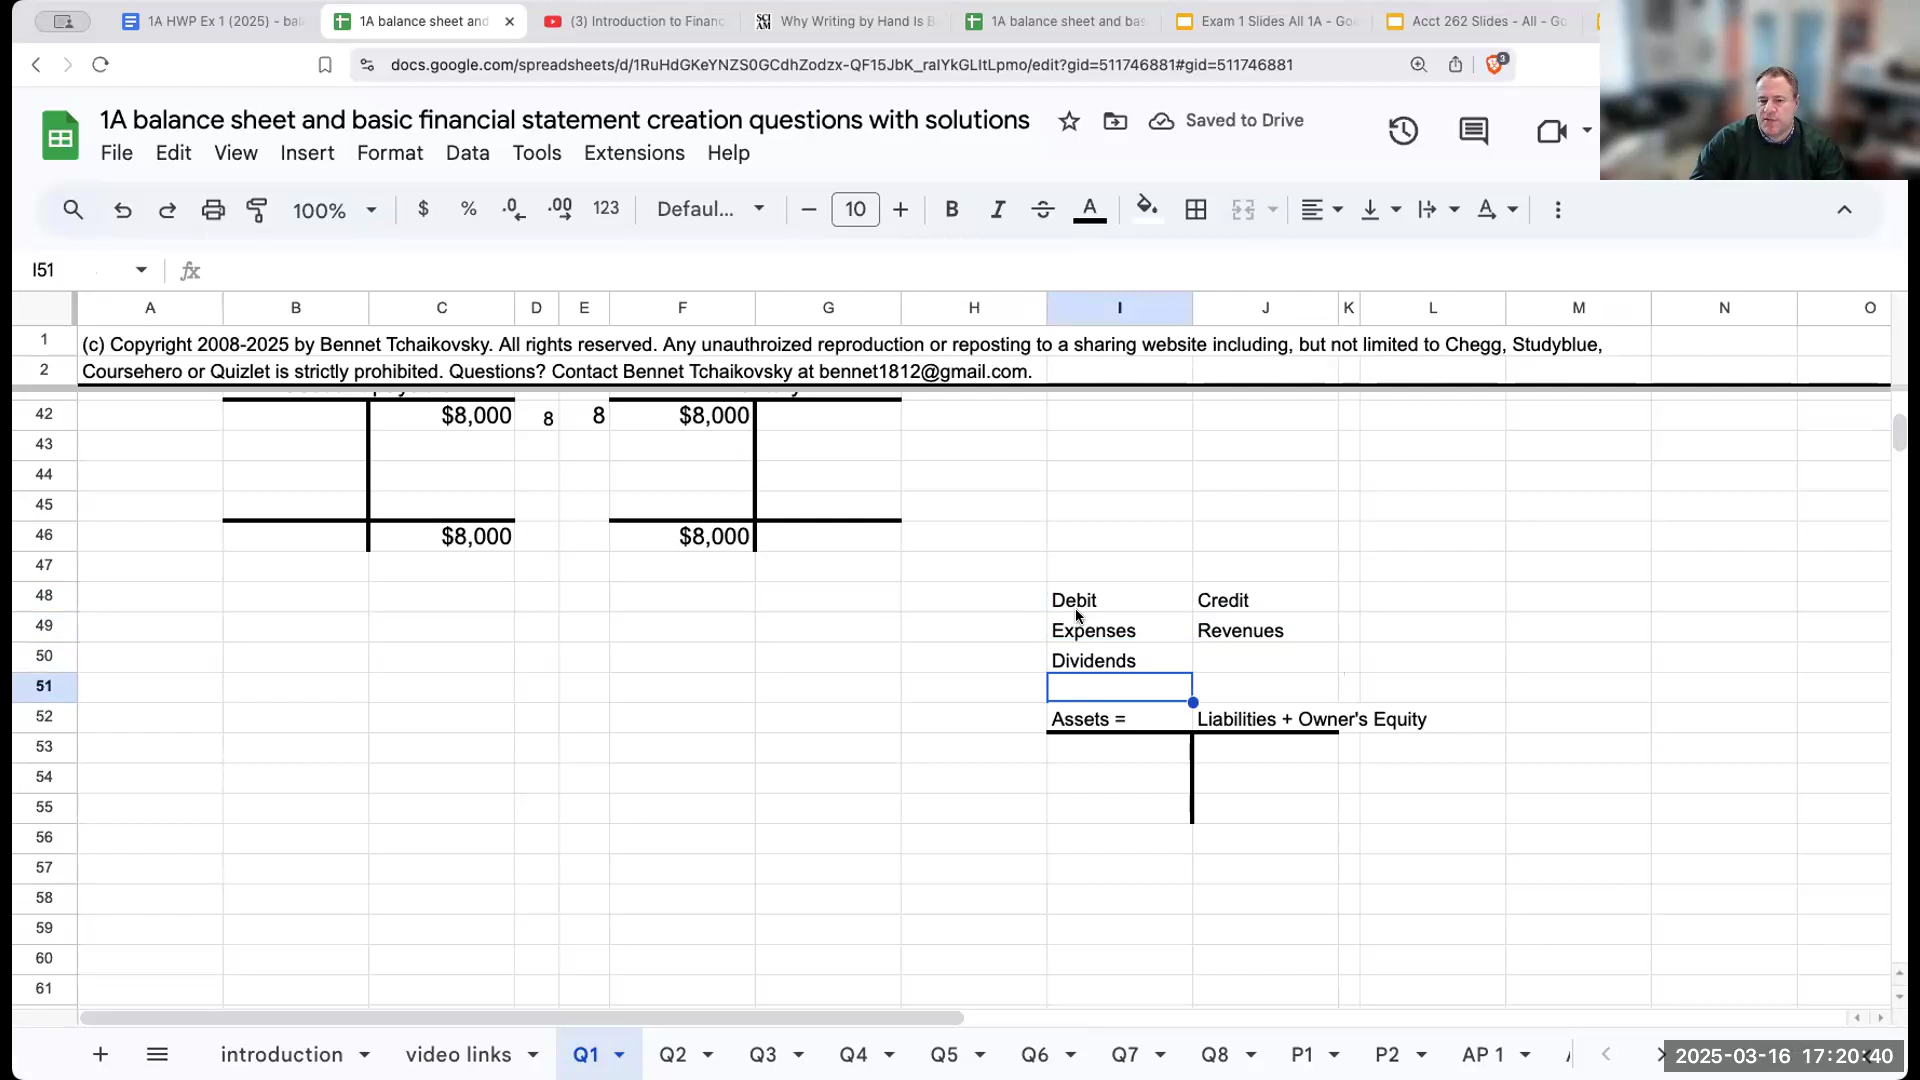 1A HWP Ex 1 (2025) - bal
1A balance sheet and
(3) Introduction to Financ
SCI AM
Why Writing by Hand Is B
1A balance sheet and bas
Exam 1 Slides All 1A - Go
Acct 262 Slides - All - Go
docs.google.com/spreadsheets/d/1RuHdGKeYNZS0GCdhZodzx-QF15JbK_ralYkGLItLpmo/edit?gid=511746881#gid=511746881
3
1A balance sheet and basic financial statement creation questions with solutions
Saved to Drive
File Edit View Insert Format Data Tools Extensions Help
100% $ % .0 .00 123 Defaul... − 10 + B I S A
I51 fx
A B C D E F G H I J K L M N O
1 (c) Copyright 2008-2025 by Bennet Tchaikovsky. All rights reserved. Any unauthroized reproduction or reposting to a sharing website including, but not limited to Chegg, Studyblue,
2 Coursehero or Quizlet is strictly prohibited. Questions? Contact Bennet Tchaikovsky at bennet1812@gmail.com.
42 $8,000 8 8 $8,000
43
44
45
46 $8,000 $8,000
47
48 Debit Credit
49 Expenses Revenues
50 Dividends
51
52 Assets = Liabilities + Owner's Equity
53
54
55
56
57
58
59
60
61
+ introduction video links Q1 Q2 Q3 Q4 Q5 Q6 Q7 Q8 P1 P2 AP 1
2025-03-16 17:20:40